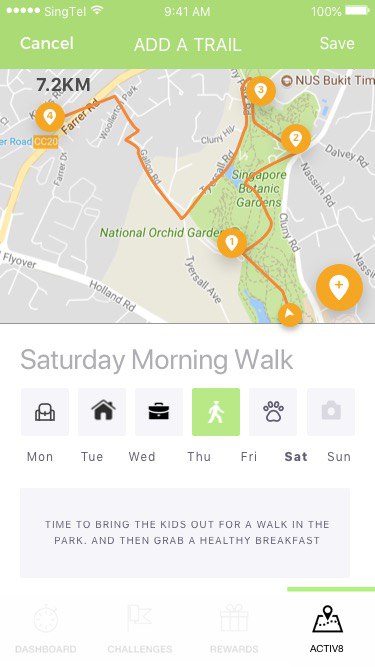 SingTel 9:41 AM 100%
Cancel ADD A TRAIL Save
7.2KM
NUS Bukit Tim
3
4
Farrer Rd
Woollerton Park
2
er Road CC20
Cluny Hill
Dalvey Rd
Farrer Dr
Gallop Rd
Tyersall Rd
Singapore
Botanic
Gardens
Nassim Rd
National Orchid Garden
1
Cluny Rd
Flyover
Tyersall Ave
Nassim Rd
Holland Rd
Saturday Morning Walk
Mon Tue Wed Thu Fri Sat Sun
TIME TO BRING THE KIDS OUT FOR A WALK IN THE
PARK. AND THEN GRAB A HEALTHY BREAKFAST
DASHBOARD CHALLENGES REWARDS ACTIV8